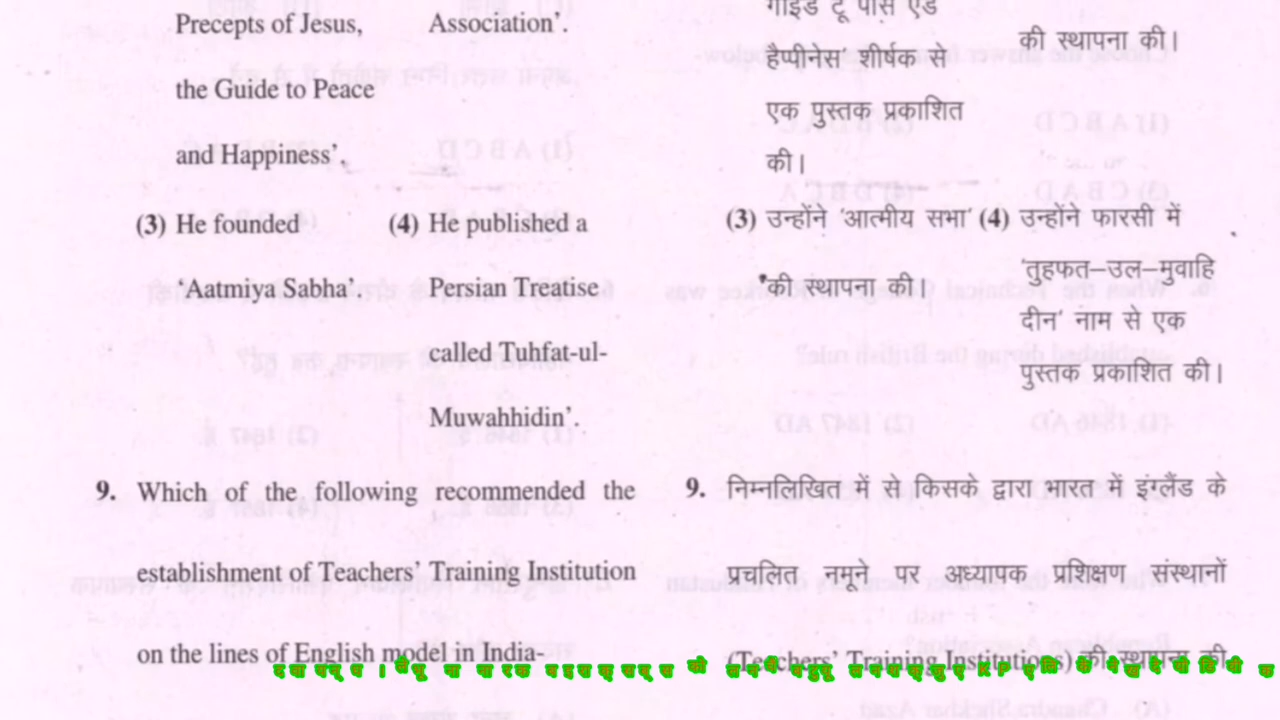 Precepts of Jesus,
Association'.
the Guide to Peace
and Happiness'.
(3) He founded
'Aatmiya Sabha'.
(4) He published a
Persian Treatise
called Tuhfat-ul-
Muwahhidin'.
9. Which of the following recommended the
establishment of Teachers' Training Institution
on the lines of English model in India-
गाइड टू पीस एंड
हैप्पीनेस' शीर्षक से
एक पुस्तक प्रकाशित
की।
की स्थापना की।
(3) उन्होंने 'आत्मीय सभा'
की स्थापना की।
(4) उन्होंने फारसी में
'तुहफत–उल–मुवाहि
दीन' नाम से एक
पुस्तक प्रकाशित की।
9. निम्नलिखित में से किसके द्वारा भारत में इंग्लैंड के
प्रचलित नमूने पर अध्यापक प्रशिक्षण संस्थानों
(Teachers' Training Institutions) की स्थापना की